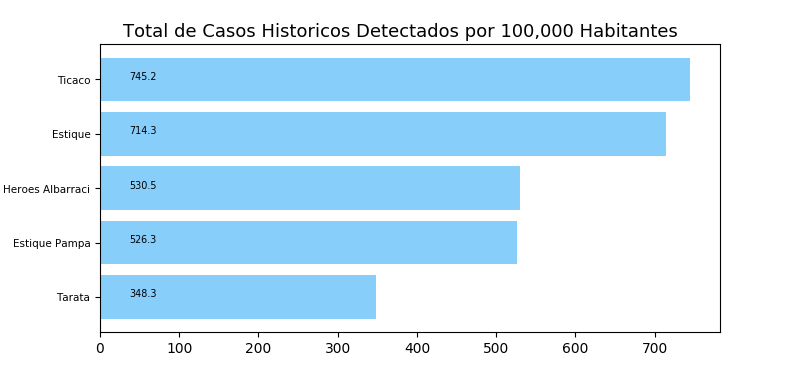 Total de Casos Historicos Detectados por 100,000 Habitantes
Ticaco 745.2
Estique 714.3
Heroes Albarraci 530.5
Estique Pampa 526.3
Tarata 348.3
0 100 200 300 400 500 600 700